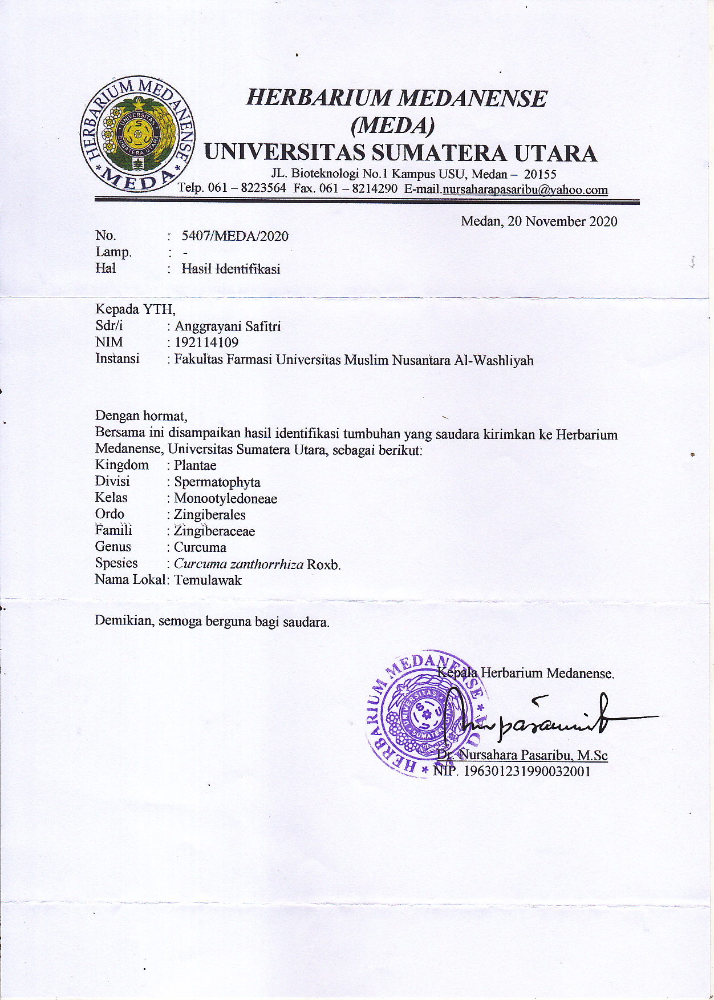 HERBARIUM MEDANENSE
* MEDA *
UNIVERSITAS
SUMATERA UTARA
HERBARIUM MEDANENSE
(MEDA)
UNIVERSITAS SUMATERA UTARA
JL. Bioteknologi No.1 Kampus USU, Medan – 20155
Telp. 061 – 8223564 Fax. 061 – 8214290 E-mail.nursaharapasaribu@yahoo.com
Medan, 20 November 2020
No. : 5407/MEDA/2020
Lamp. : -
Hal : Hasil Identifikasi
Kepada YTH,
Sdr/i : Anggrayani Safitri
NIM : 192114109
Instansi : Fakultas Farmasi Universitas Muslim Nusantara Al-Washliyah
Dengan hormat,
Bersama ini disampaikan hasil identifikasi tumbuhan yang saudara kirimkan ke Herbarium
Medanense, Universitas Sumatera Utara, sebagai berikut:
Kingdom : Plantae
Divisi : Spermatophyta
Kelas : Monootyledoneae
Ordo : Zingiberales
Famili : Zingiberaceae
Genus : Curcuma
Spesies : Curcuma zanthorrhiza Roxb.
Nama Lokal: Temulawak
Demikian, semoga berguna bagi saudara.
HERBARIUM MEDANENSE
* MEDA *
UNIVERSITAS
SUMATERA
Kepala Herbarium Medanense.
Dr. Nursahara Pasaribu, M.Sc
NIP. 196301231990032001